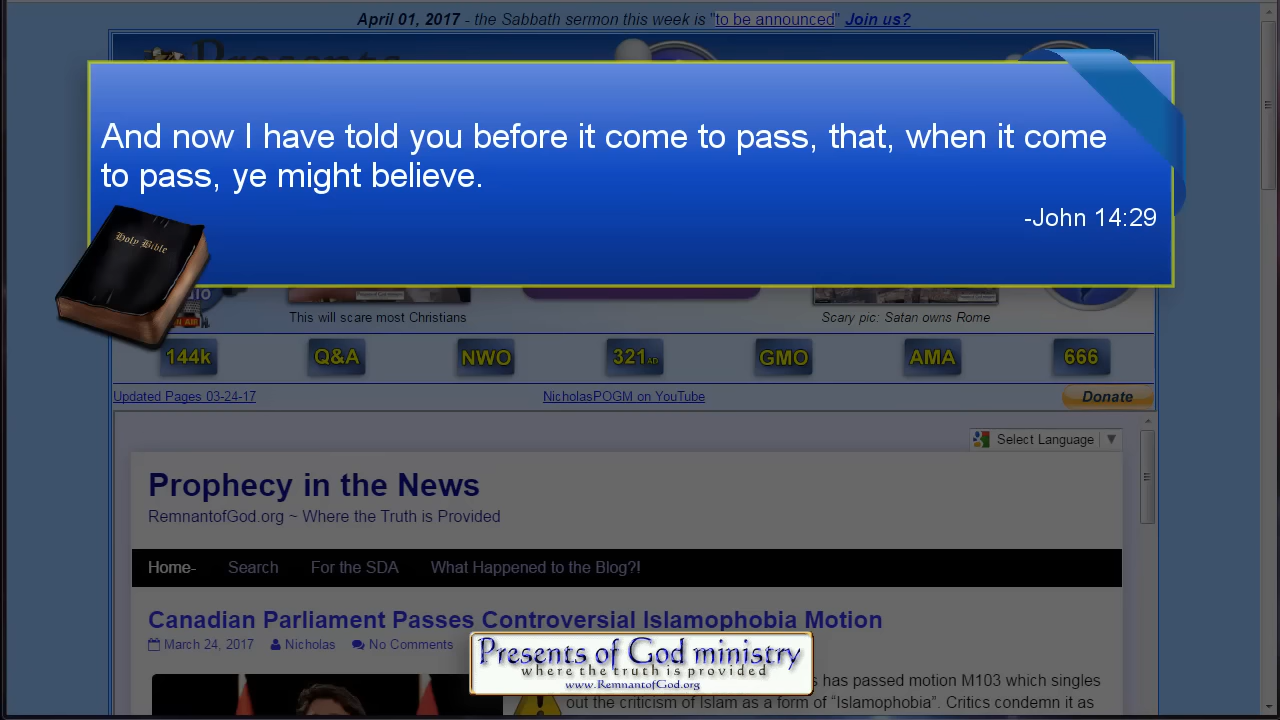 April 01, 2017 - the Sabbath sermon this week is "to be announced" Join us?
Presents
And now I have told you before it come to pass, that, when it come
to pass, ye might believe.
-John 14:29
Holy Bible
This will scare most Christians
Scary pic: Satan owns Rome
144k
Q&A
NWO
321 AD
GMO
AMA
666
Updated Pages 03-24-17
NicholasPOGM on YouTube
Donate
Select Language
Prophecy in the News
RemnantofGod.org ~ Where the Truth is Provided
Home-
Search
For the SDA
What Happened to the Blog?!
Canadian Parliament Passes Controversial Islamophobia Motion
March 24, 2017
Nicholas
No Comments
Presents of God ministry
where the truth is provided
www.RemnantofGod.org
s has passed motion M103 which singles
out the criticism of Islam as a form of “Islamophobia”. Critics condemn it as